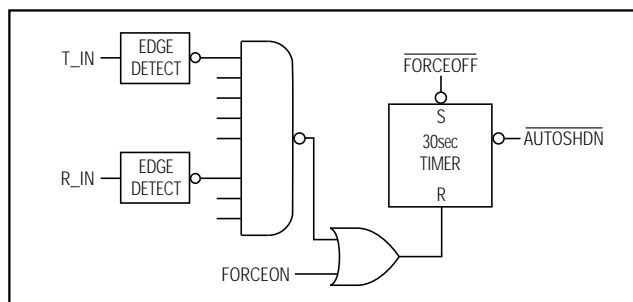 T_IN
EDGE
DETECT
R_IN
EDGE
DETECT
FORCEON
FORCEOFF
S
30sec
TIMER
R
AUTOSHDN